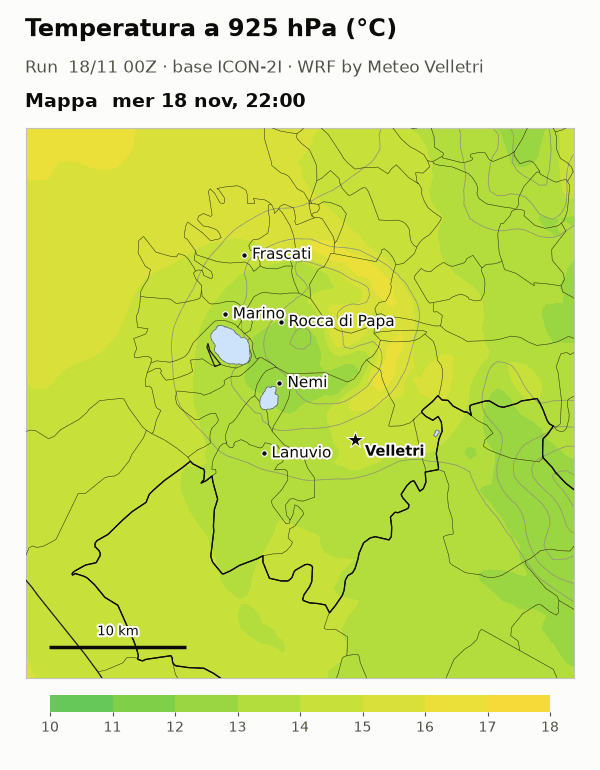 Temperatura a 925 hPa (°C)
Run  18/11 00Z · base ICON-2I · WRF by Meteo Velletri
Mappa  mer 18 nov, 22:00
Frascati
Marino
Rocca di Papa
Nemi
Velletri
Lanuvio
10 km
10 11 12 13 14 15 16 17 18